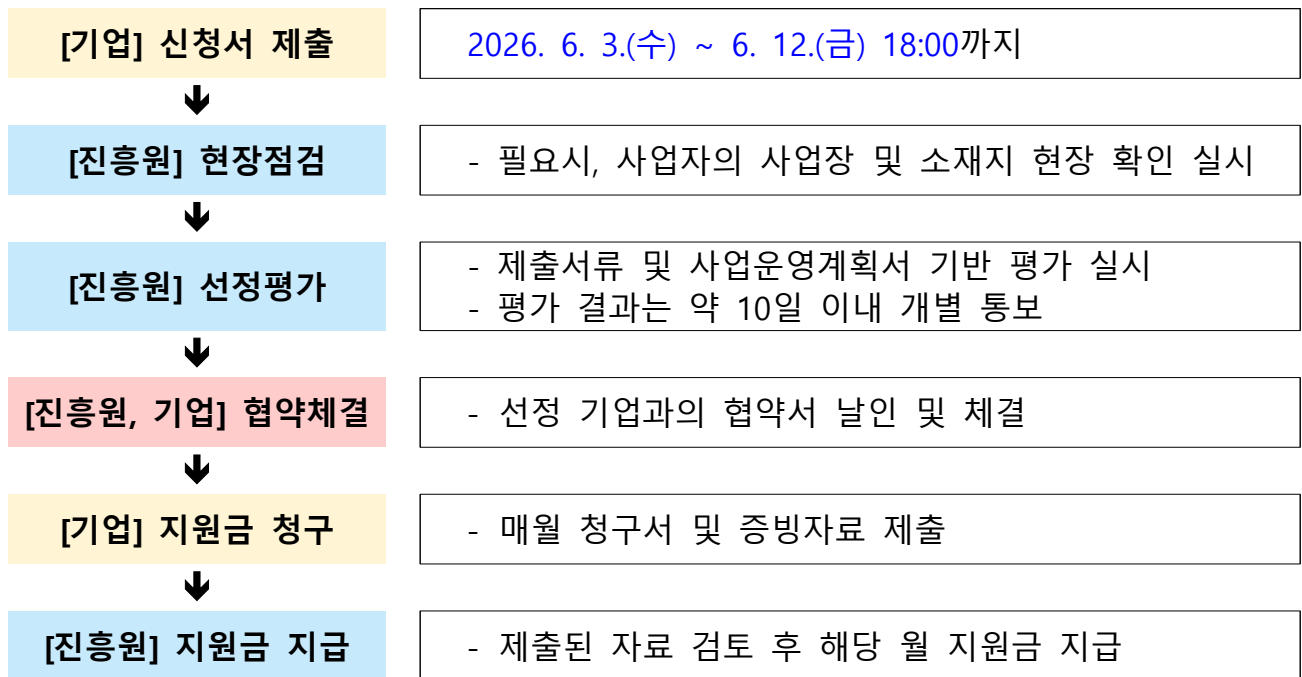 [기업] 신청서 제출
2026. 6. 3.(수) ~ 6. 12.(금) 18:00까지
[진흥원] 현장점검
- 필요시, 사업자의 사업장 및 소재지 현장 확인 실시
[진흥원] 선정평가
- 제출서류 및 사업운영계획서 기반 평가 실시
- 평가 결과는 약 10일 이내 개별 통보
[진흥원, 기업] 협약체결
- 선정 기업과의 협약서 날인 및 체결
[기업] 지원금 청구
- 매월 청구서 및 증빙자료 제출
[진흥원] 지원금 지급
- 제출된 자료 검토 후 해당 월 지원금 지급